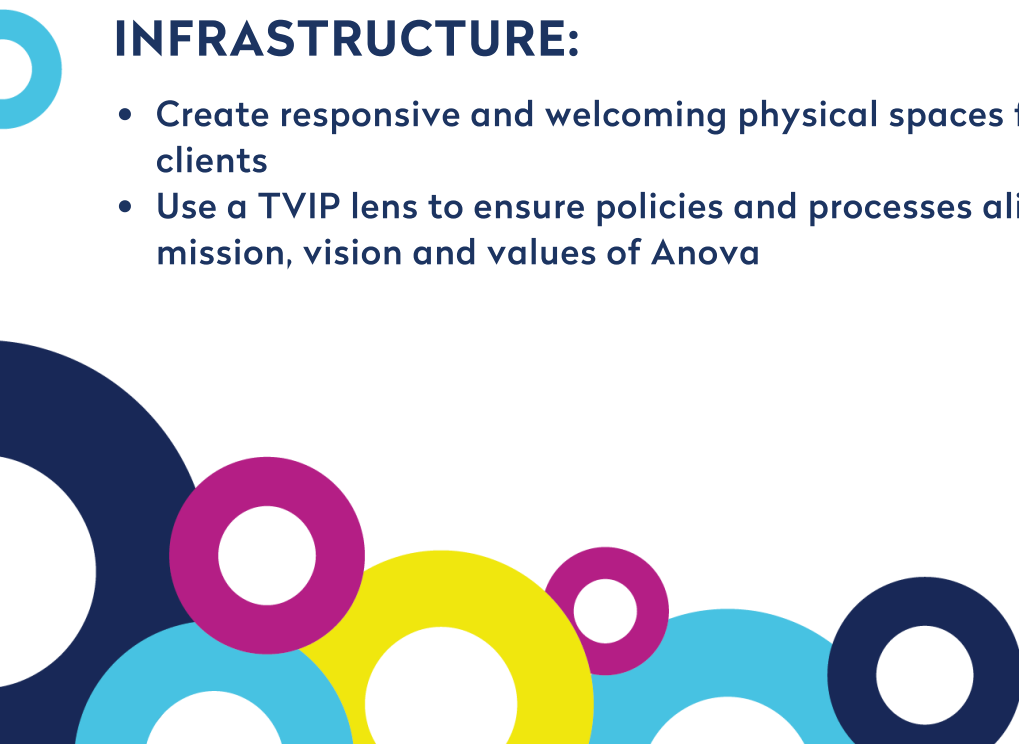 INFRASTRUCTURE:
• Create responsive and welcoming physical spaces
clients
• Use a TVIP lens to ensure policies and processes
mission, vision and values of Anova